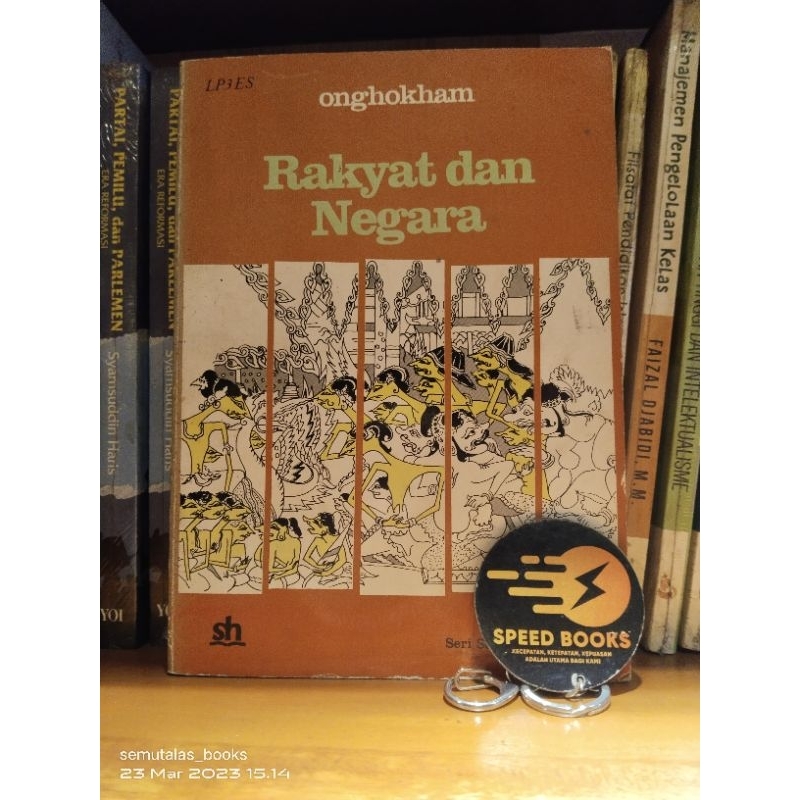 LP3ES
onghokham
Rakyat dan
Negara
sh
Seri S
SPEED BOOKS
KECEPATAN, KETEPATAN, KEPUASAN
ADALAH UTAMA BAGI KAMI
PARTAI, PEMILU, dan PARLEMEN
ERA REFORMASI
Syamsuddin Haris
YOI
PARTAI, PEMILU, dan PARLEMEN
ERA REFORMASI
Syamsuddin Haris
Filsafat Pendidikan
Manajemen Pengelolaan Kelas
FAIZAL DJABIDI, M.M.
DAN INTELEKTUALISME
semutalas_books
23 Mar 2023 15.14